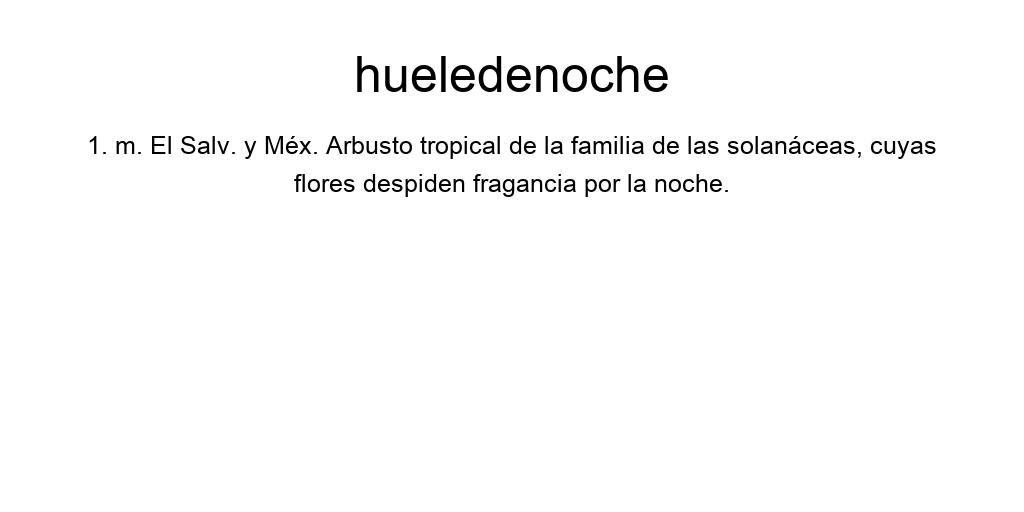 hueledenoche
1. m. El Salv. y Méx. Arbusto tropical de la familia de las solanáceas, cuyas
flores despiden fragancia por la noche.